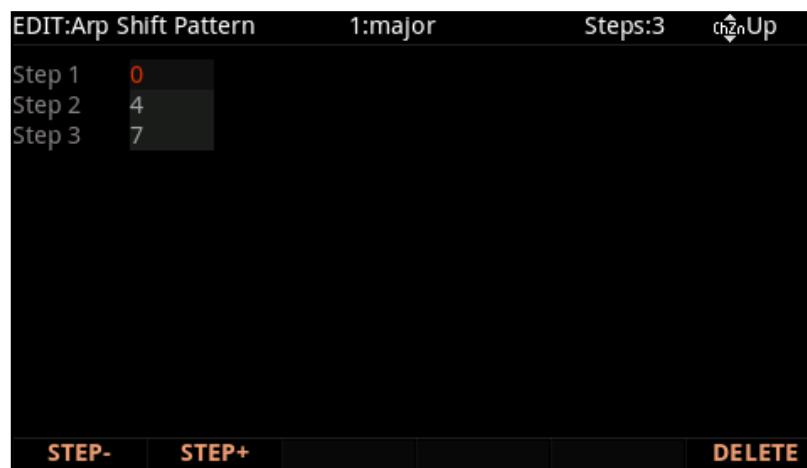 EDIT:Arp Shift Pattern 1:major Steps:3 ChZn Up
Step 1 0
Step 2 4
Step 3 7
STEP- STEP+ DELETE